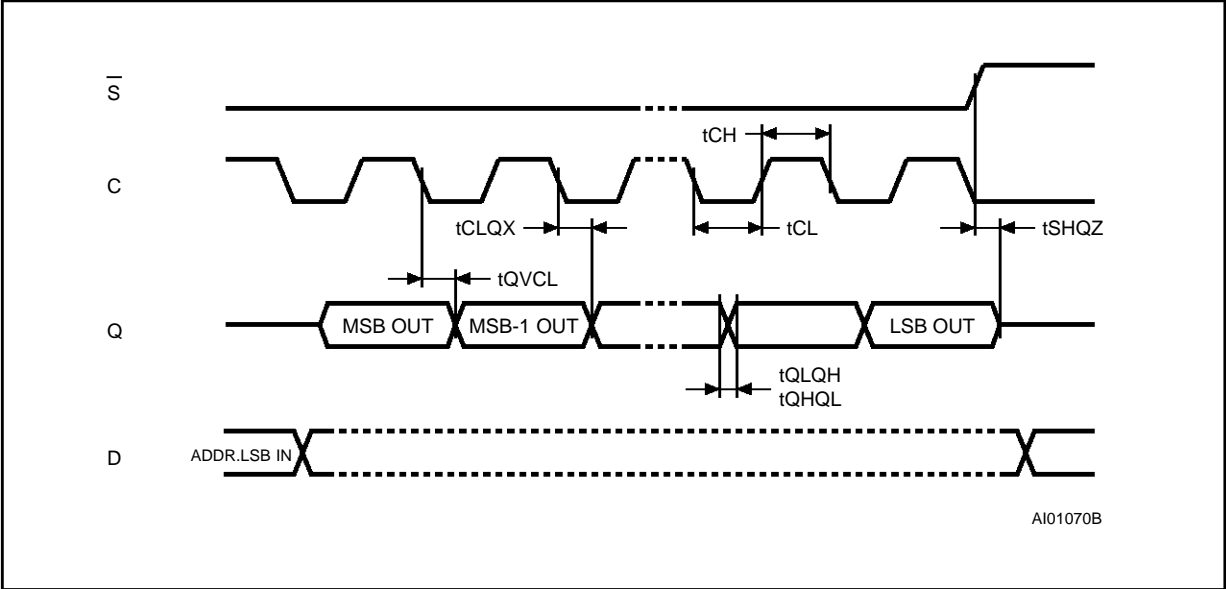 S
tCH
C
tCLQX
tCL
tSHQZ
tQVCL
Q
MSB OUT
MSB-1 OUT
LSB OUT
tQLQH
tQHQL
D
ADDR.LSB IN
AI01070B